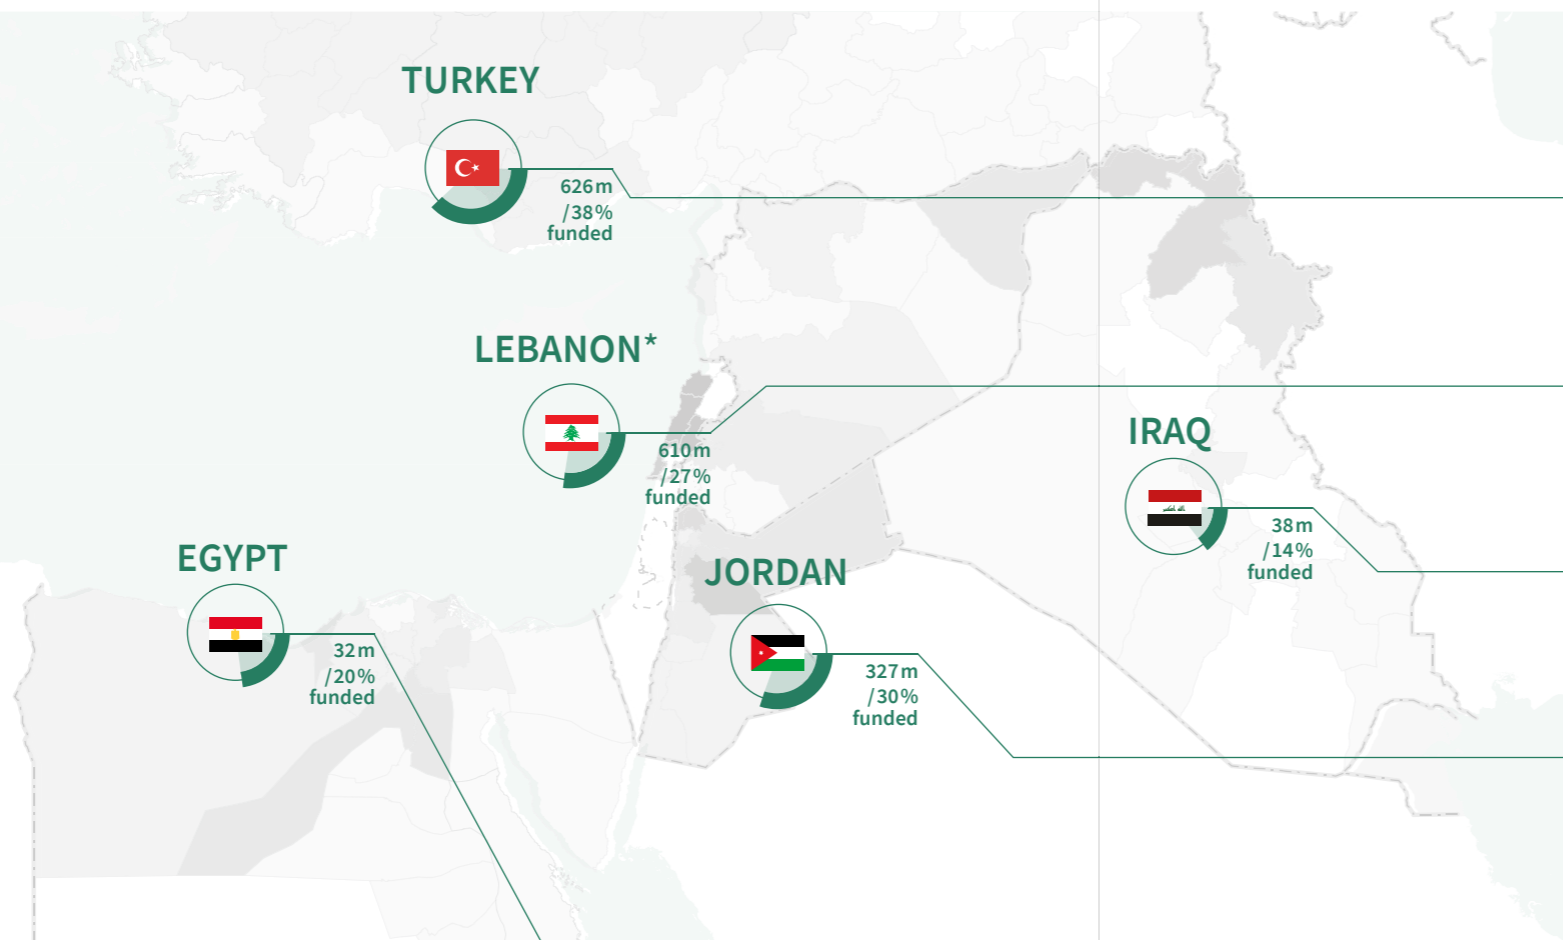 TURKEY
626m
/38%
funded
LEBANON*
610m
/27%
funded
IRAQ
38m
/14%
funded
EGYPT
32m
/20%
funded
JORDAN
327m
/30%
funded